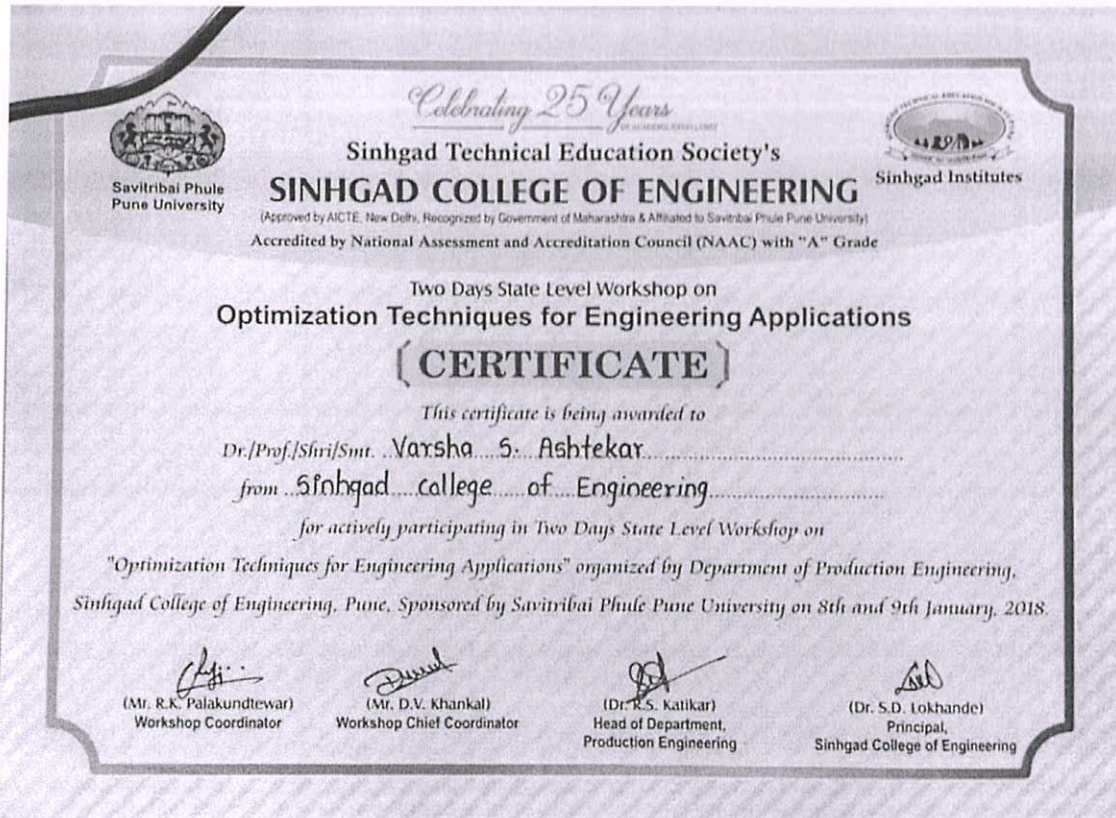 Celebrating 25 Years
OF ACADEMIC EXCELLENCE
Sinhgad Technical Education Society's
SINHGAD COLLEGE OF ENGINEERING
(Approved by AICTE, New Delhi, Recognized by Government of Maharashtra & Affiliated to Savitribai Phule Pune University)
Accredited by National Assessment and Accreditation Council (NAAC) with "A" Grade
Savitribai Phule
Pune University
Sinhgad Institutes
Two Days State Level Workshop on
Optimization Techniques for Engineering Applications
[CERTIFICATE]
This certificate is being awarded to
Dr./Prof./Shri/Smt. Varsha S. Ashtekar
from Sinhgad college of Engineering
for actively participating in Two Days State Level Workshop on
"Optimization Techniques for Engineering Applications" organized by Department of Production Engineering,
Sinhgad College of Engineering, Pune, Sponsored by Savitribai Phule Pune University on 8th and 9th January, 2018.
(Mr. R.K. Palakundtewar)
Workshop Coordinator
(Mr. D.V. Khankal)
Workshop Chief Coordinator
(Dr. R.S. Katikar)
Head of Department,
Production Engineering
(Dr. S.D. Lokhande)
Principal,
Sinhgad College of Engineering